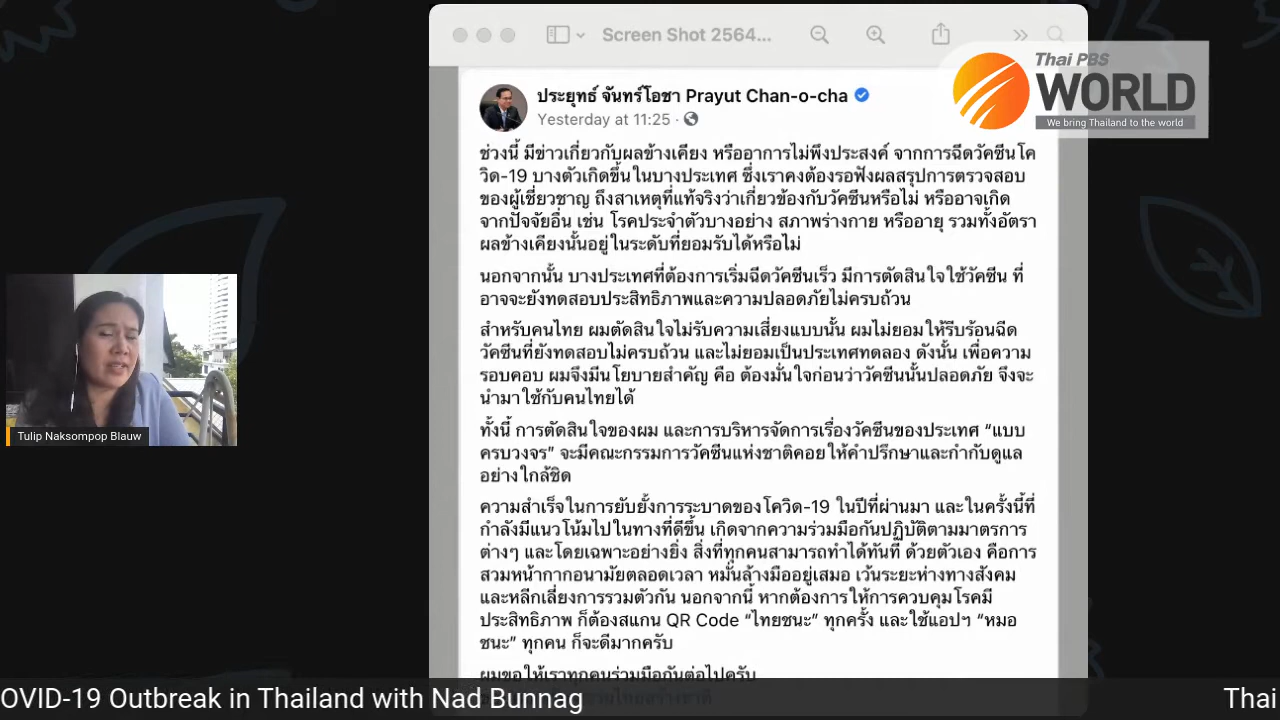 Screen Shot 2564...
Thai PBS
WORLD
We bring Thailand to the world
ประยุทธ์ จันทร์โอชา Prayut Chan-o-cha
Yesterday at 11:25 ·
ช่วงนี้ มีข่าวเกี่ยวกับผลข้างเคียง หรืออาการไม่พึงประสงค์ จากการฉีดวัคซีนโค
วิด-19 บางตัวเกิดขึ้นในบางประเทศ ซึ่งเราคงต้องรอฟังผลสรุปการตรวจสอบ
ของผู้เชี่ยวชาญ ถึงสาเหตุที่แท้จริงว่าเกี่ยวข้องกับวัคซีนหรือไม่ หรืออาจเกิด
จากปัจจัยอื่น เช่น โรคประจำตัวบางอย่าง สภาพร่างกาย หรืออายุ รวมทั้งอัตรา
ผลข้างเคียงนั้นอยู่ในระดับที่ยอมรับได้หรือไม่
นอกจากนั้น บางประเทศที่ต้องการเริ่มฉีดวัคซีนเร็ว มีการตัดสินใจใช้วัคซีน ที่
อาจจะยังทดสอบประสิทธิภาพและความปลอดภัยไม่ครบถ้วน
สำหรับคนไทย ผมตัดสินใจไม่รับความเสี่ยงแบบนั้น ผมไม่ยอมให้รีบร้อนฉีด
วัคซีนที่ยังทดสอบไม่ครบถ้วน และไม่ยอมเป็นประเทศทดลอง ดังนั้น เพื่อความ
รอบคอบ ผมจึงมีนโยบายสำคัญ คือ ต้องมั่นใจก่อนว่าวัคซีนนั้นปลอดภัย จึงจะ
นำมาใช้กับคนไทยได้
ทั้งนี้ การตัดสินใจของผม และการบริหารจัดการเรื่องวัคซีนของประเทศ “แบบ
ครบวงจร” จะมีคณะกรรมการวัคซีนแห่งชาติคอยให้คำปรึกษาและกำกับดูแล
อย่างใกล้ชิด
ความสำเร็จในการยับยั้งการระบาดของโควิด-19 ในปีที่ผ่านมา และในครั้งนี้ที่
กำลังมีแนวโน้มไปในทางที่ดีขึ้น เกิดจากความร่วมมือกันปฏิบัติตามมาตรการ
ต่างๆ และโดยเฉพาะอย่างยิ่ง สิ่งที่ทุกคนสามารถทำได้ทันที ด้วยตัวเอง คือการ
สวมหน้ากากอนามัยตลอดเวลา หมั่นล้างมืออยู่เสมอ เว้นระยะห่างทางสังคม
และหลีกเลี่ยงการรวมตัวกัน นอกจากนี้ หากต้องการให้การควบคุมโรคมี
ประสิทธิภาพ ก็ต้องสแกน QR Code “ไทยชนะ” ทุกครั้ง และใช้แอปฯ “หมอ
ชนะ” ทุกคน ก็จะดีมากครับ
ผมขอให้เราทุกคนร่วมมือกันต่อไปครับ
Tulip Naksompop Blauw
OVID-19 Outbreak in Thailand with Nad Bunnag
Thai